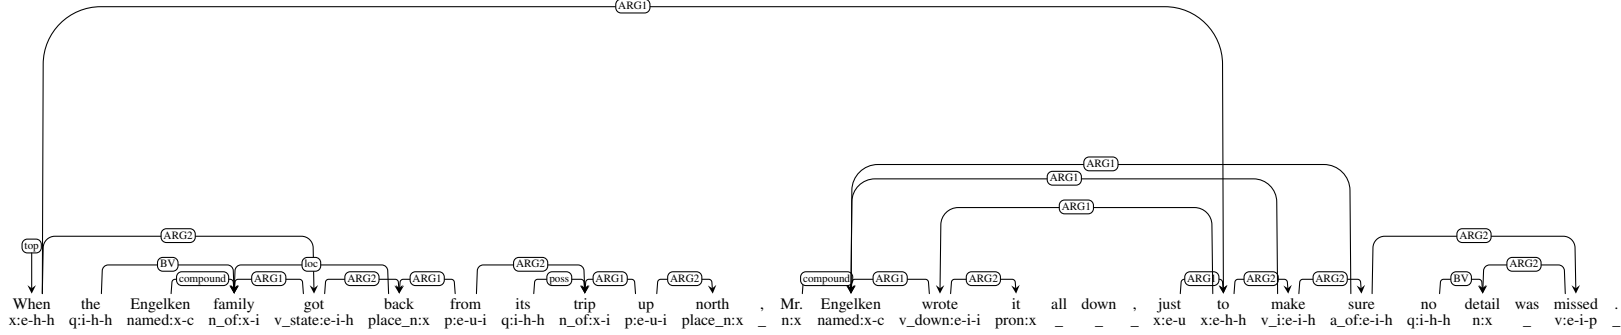 ARG1
ARG1
ARG1
ARG1
top ARG2 ARG2
BV loc ARG2
compound ARG1 ARG2 ARG1 poss ARG1 ARG2 compound ARG1 ARG2 ARG1 ARG2 ARG2 BV ARG2
When the Engelken family got back from its trip up north , Mr. Engelken wrote it all down , just to make sure no detail was missed .
x:e-h-h q:i-h-h named:x-c n_of:x-i v_state:e-i-h place_n:x p:e-u-i q:i-h-h n_of:x-i p:e-u-i place_n:x _ n:x named:x-c v_down:e-i-i pron:x _ _ _ x:e-u x:e-h-h v_i:e-i-h a_of:e-i-h q:i-h-h n:x _ v:e-i-p _